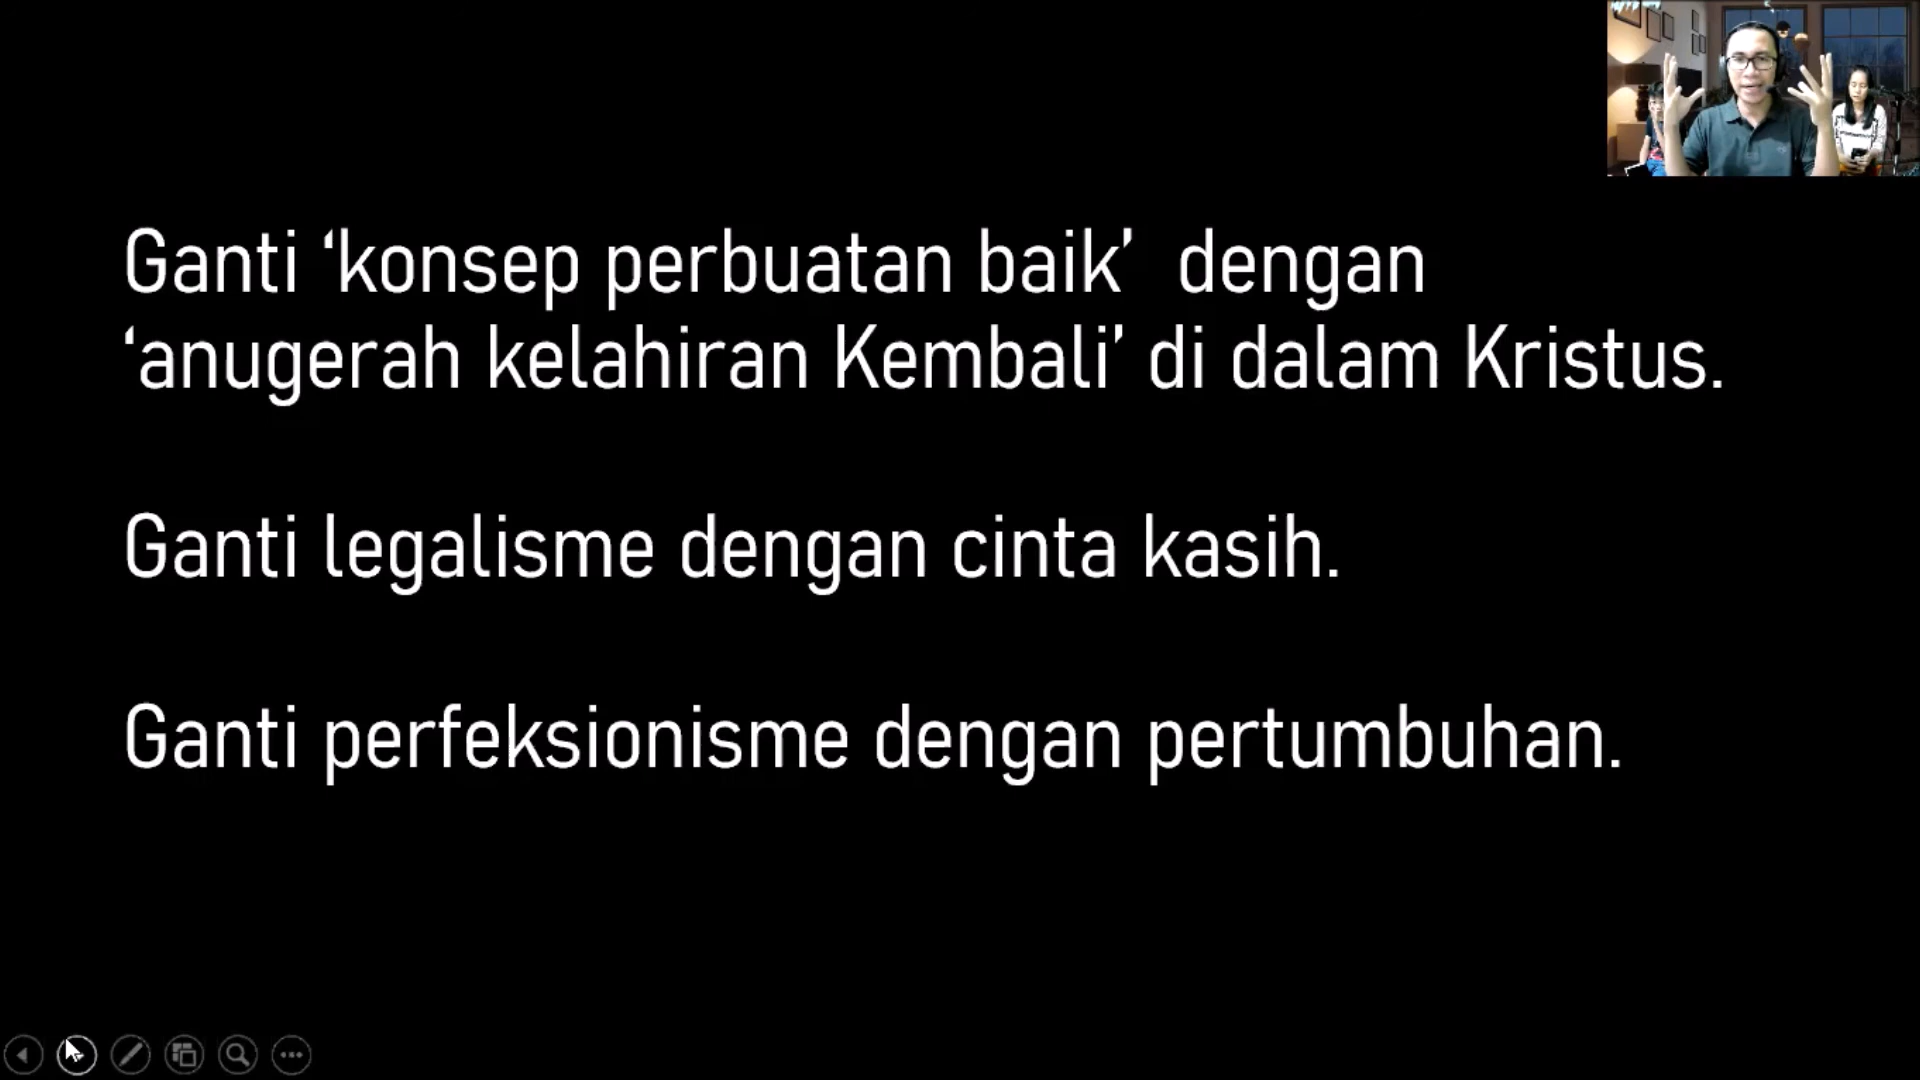 Ganti ‘konsep perbuatan baik’  dengan
‘anugerah kelahiran Kembali’ di dalam Kristus.
Ganti legalisme dengan cinta kasih.
Ganti perfeksionisme dengan pertumbuhan.